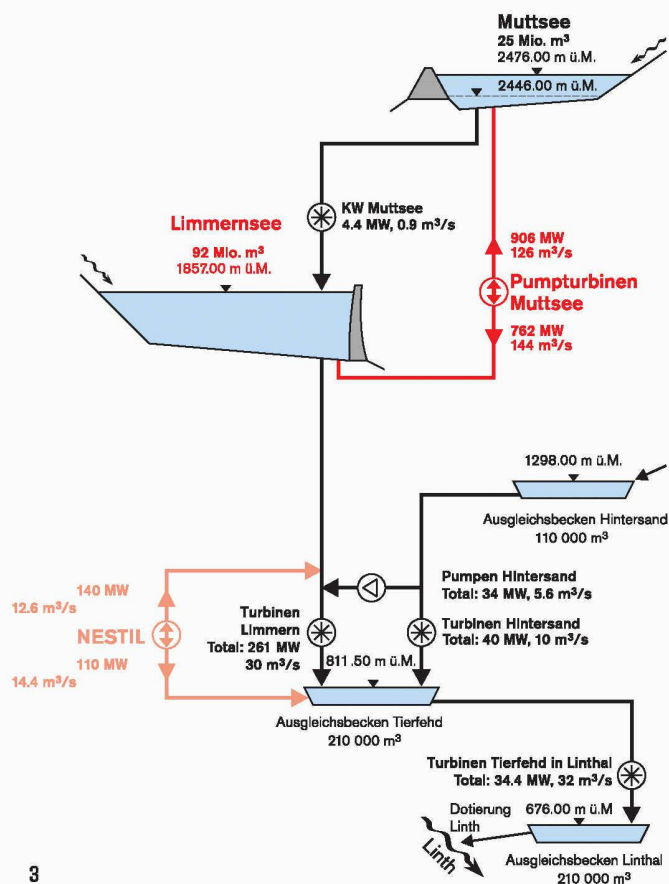 Muttsee
25 Mio. m³
2476.00 m ü.M.
2446.00 m ü.M.
KW Muttsee
4.4 MW, 0.9 m³/s
Limmernsee
92 Mio. m³
1857.00 m ü.M.
906 MW
126 m³/s
Pumpturbinen
Muttsee
762 MW
144 m³/s
1298.00 m ü.M.
Ausgleichsbecken Hintersand
110 000 m³
140 MW
12.6 m³/s
NESTIL
110 MW
14.4 m³/s
Pumpen Hintersand
Total: 34 MW, 5.6 m³/s
Turbinen
Limmern
Total: 261 MW
30 m³/s
Turbinen Hintersand
Total: 40 MW, 10 m³/s
811.50 m ü.M.
Ausgleichsbecken Tierfehd
210 000 m³
Turbinen Tierfehd in Linthal
Total: 34.4 MW, 32 m³/s
Dotierung
Linth
676.00 m ü.M
Linth
Ausgleichsbecken Linthal
210 000 m³
3